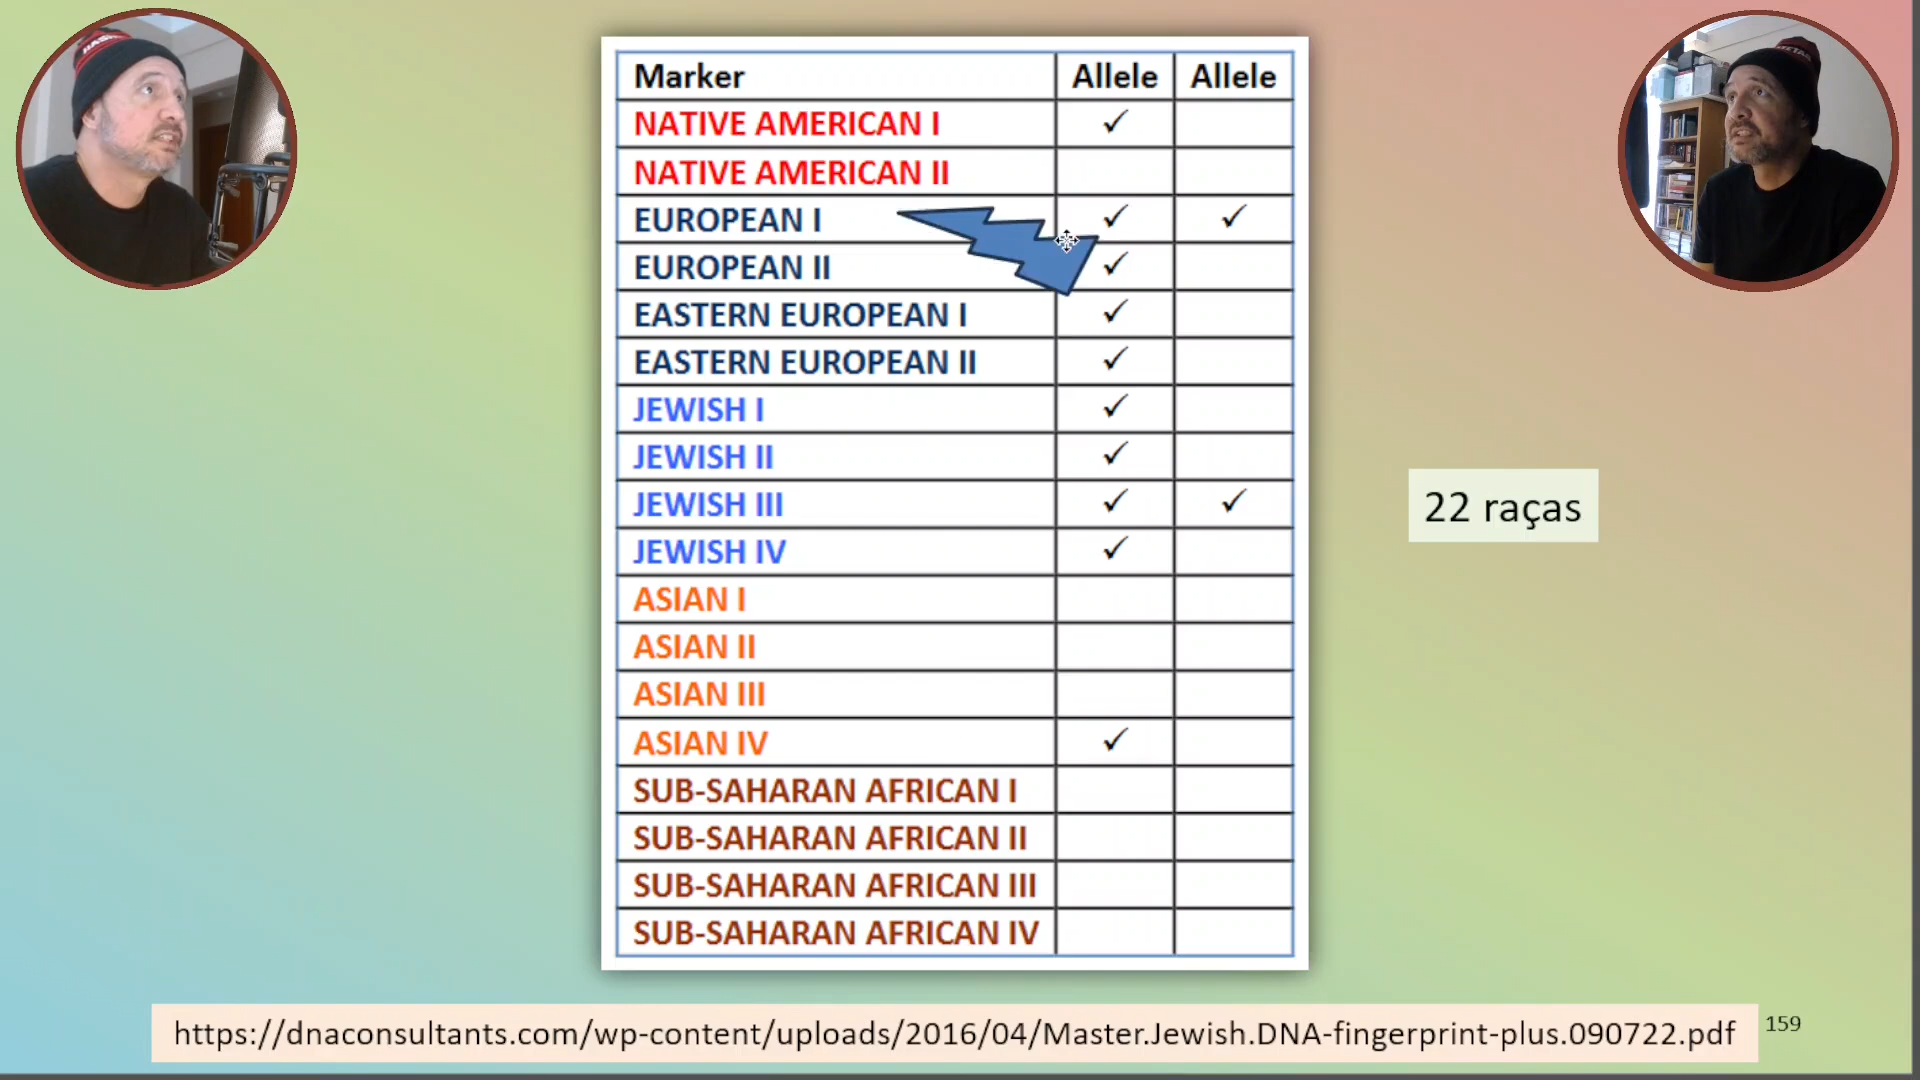 Marker Allele Allele
NATIVE AMERICAN I ✓
NATIVE AMERICAN II
EUROPEAN I ✓ ✓
EUROPEAN II ✓
EASTERN EUROPEAN I ✓
EASTERN EUROPEAN II ✓
JEWISH I ✓
JEWISH II ✓
JEWISH III ✓ ✓
JEWISH IV ✓
ASIAN I
ASIAN II
ASIAN III
ASIAN IV ✓
SUB-SAHARAN AFRICAN I
SUB-SAHARAN AFRICAN II
SUB-SAHARAN AFRICAN III
SUB-SAHARAN AFRICAN IV
22 raças
https://dnaconsultants.com/wp-content/uploads/2016/04/Master.Jewish.DNA-fingerprint-plus.090722.pdf
159